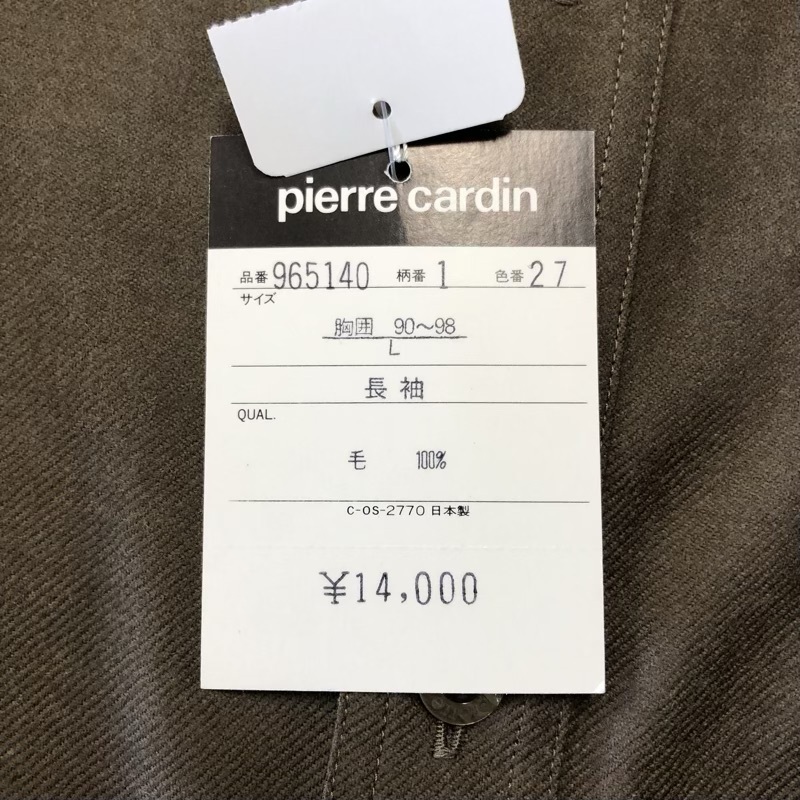 pierre cardin
品番 965140 柄番 1 色番 27
サイズ
胸囲 90～98
L
長袖
QUAL.
毛 100%
C-OS-2770 日本製
¥14,000